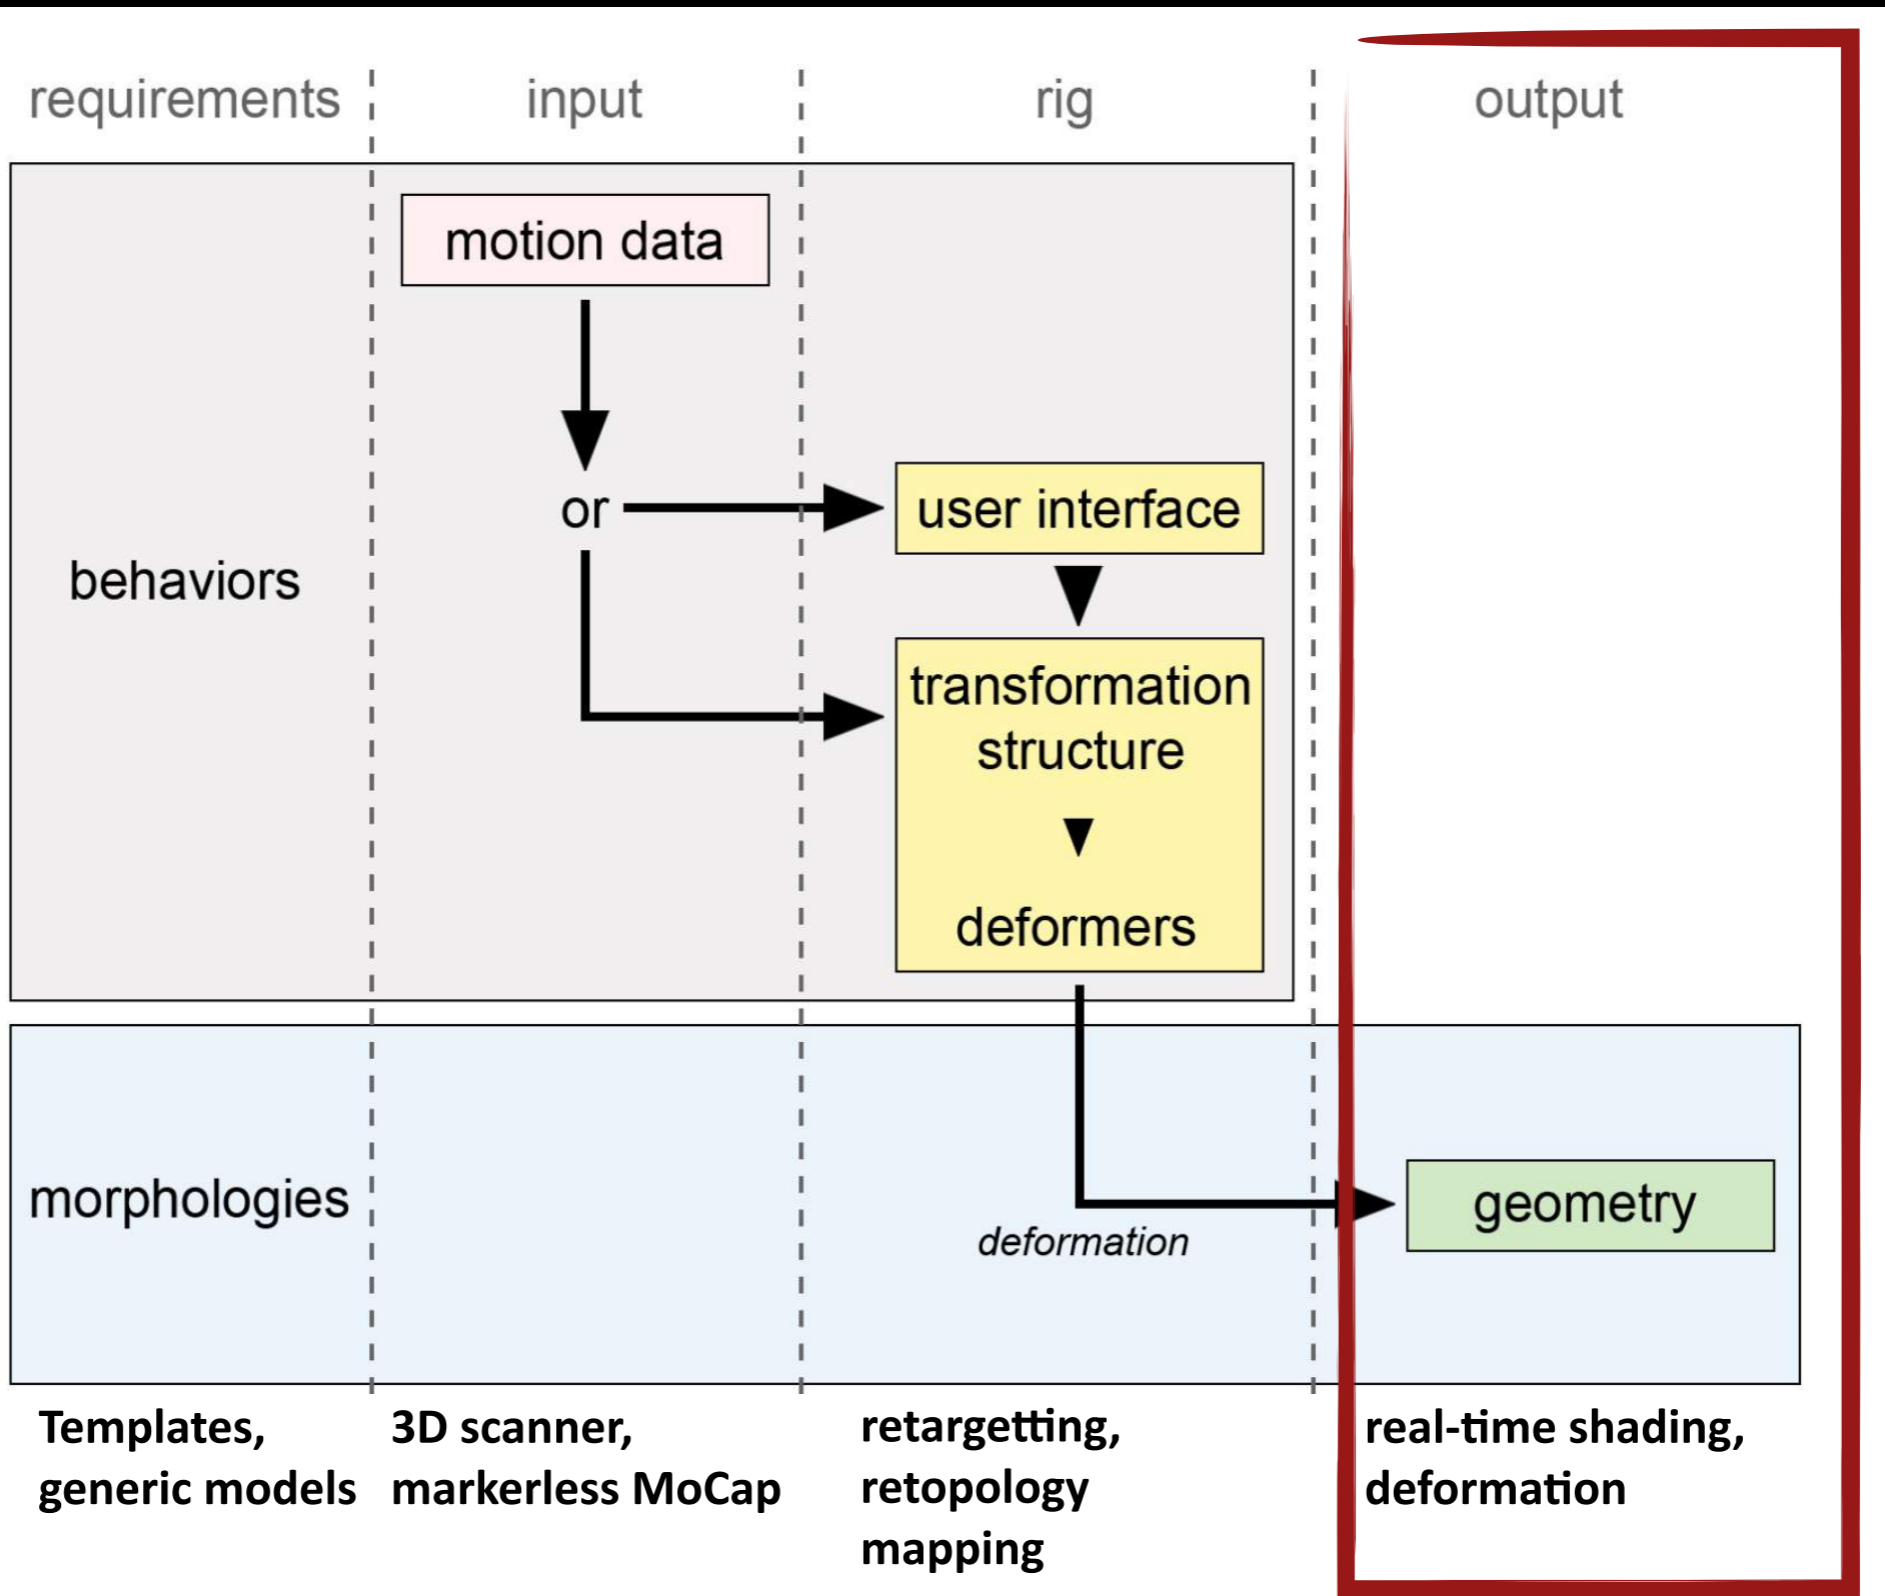 requirements
input
rig
output
motion data
or
user interface
behaviors
transformation
structure
deformers
morphologies
geometry
deformation
Templates,
generic models
3D scanner,
markerless MoCap
retargetting,
retopology
mapping
real-time shading,
deformation